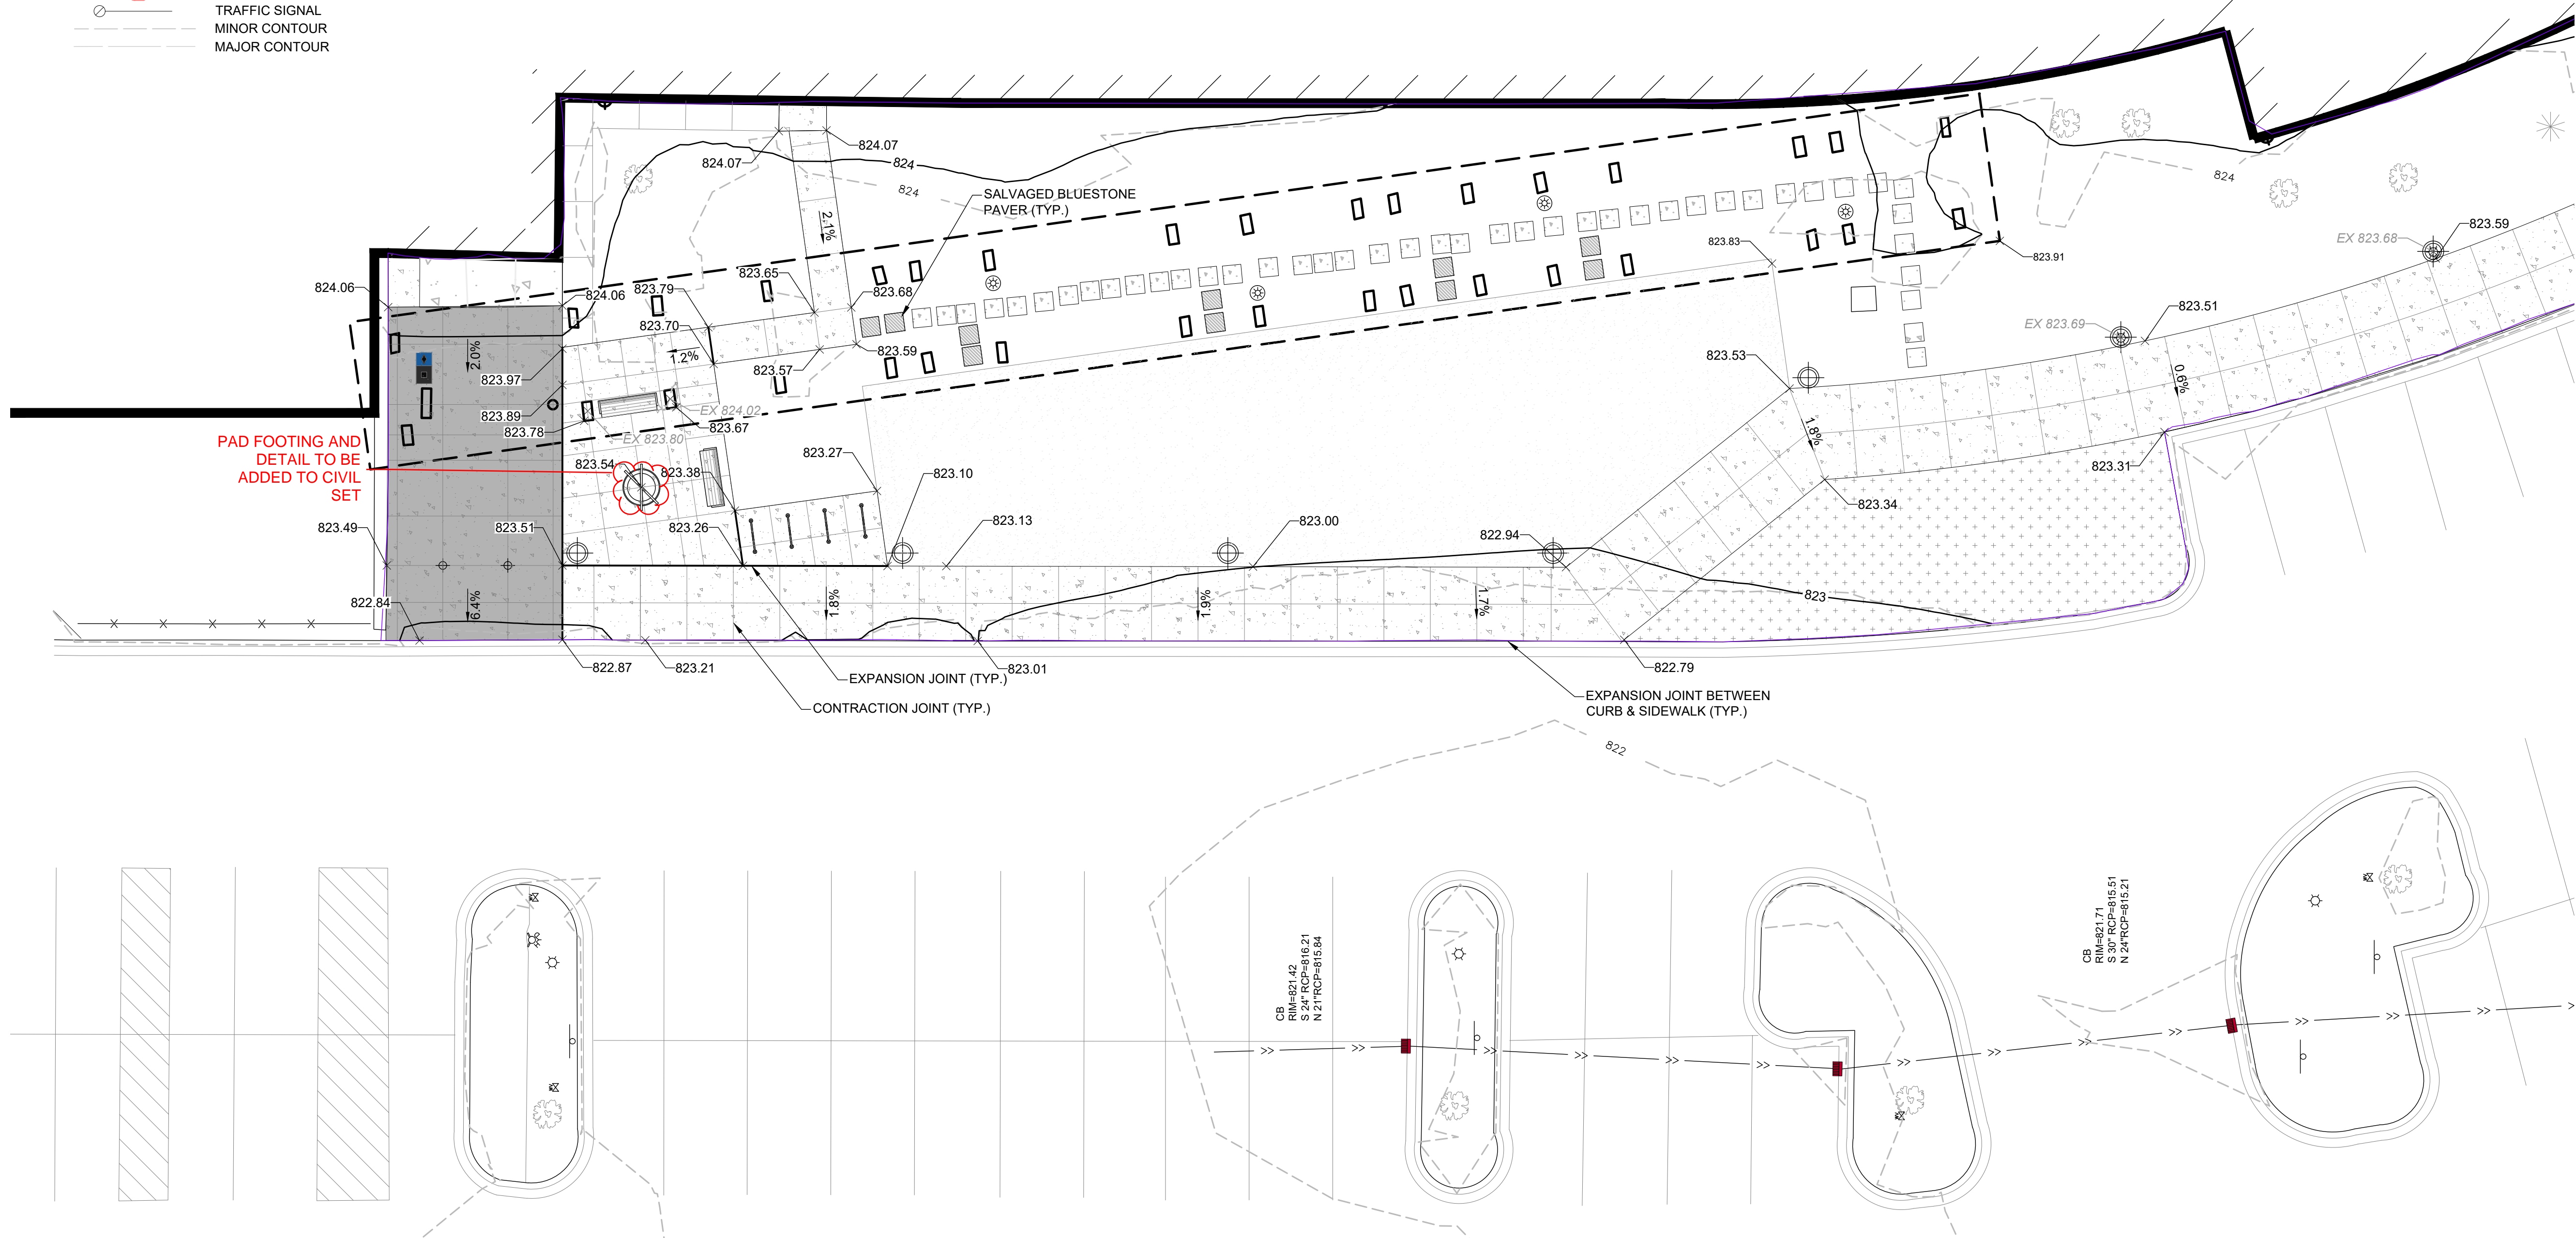 TRAFFIC SIGNAL
MINOR CONTOUR
MAJOR CONTOUR
824.07
824.07
824
824
SALVAGED BLUESTONE
PAVER (TYP.)
2.1%
824
823.59
EX 823.68
823.83
823.91
824.06
824.06
823.79
823.65
823.68
823.70
1.2%
823.59
823.57
2.0%
823.97
823.89
823.78
EX 824.02
823.67
EX 823.80
EX 823.69
823.51
823.53
0.6%
1.8%
PAD FOOTING AND
DETAIL TO BE
ADDED TO CIVIL
SET
823.54
823.38
823.27
823.10
823.31
823.34
823.49
823.51
823.26
823.13
823.00
822.94
822.84
6.4%
1.8%
1.9%
1.7%
823
822.87
823.21
823.01
822.79
EXPANSION JOINT (TYP.)
CONTRACTION JOINT (TYP.)
EXPANSION JOINT BETWEEN
CURB & SIDEWALK (TYP.)
822
CB
RIM=821.42
S 24" RCP=816.21
N 21"RCP=815.84
CB
RIM=821.71
S 30" RCP=815.51
N 24"RCP=815.21